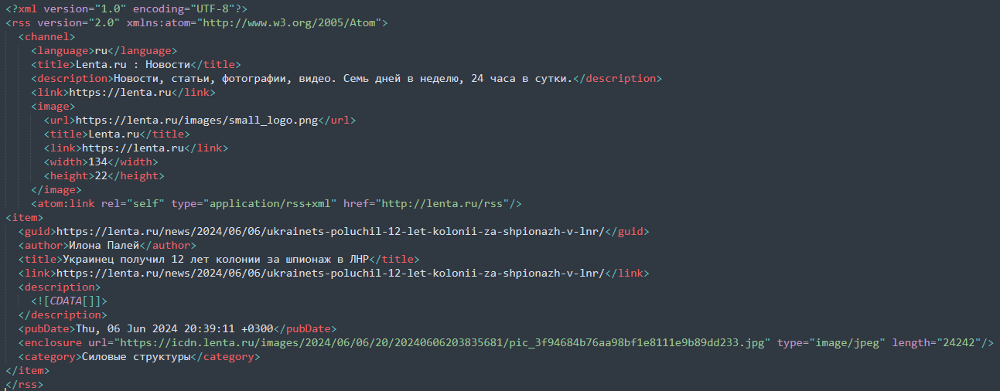 <?xml version="1.0" encoding="UTF-8"?>
<rss version="2.0" xmlns:atom="http://www.w3.org/2005/Atom">
<channel>
<language>ru</language>
<title>Lenta.ru : Новости</title>
<description>Новости, статьи, фотографии, видео. Семь дней в неделю, 24 часа в сутки.</description>
<link>https://lenta.ru</link>
<image>
<url>https://lenta.ru/images/small_logo.png</url>
<title>Lenta.ru</title>
<link>https://lenta.ru</link>
<width>134</width>
<height>22</height>
</image>
<atom:link rel="self" type="application/rss+xml" href="http://lenta.ru/rss"/>
<item>
<guid>https://lenta.ru/news/2024/06/06/ukrainets-poluchil-12-let-kolonii-za-shpionazh-v-lnr/</guid>
<author>Илона Палей</author>
<title>Украинец получил 12 лет колонии за шпионаж в ЛНР</title>
<link>https://lenta.ru/news/2024/06/06/ukrainets-poluchil-12-let-kolonii-za-shpionazh-v-lnr/</link>
<description>
<![CDATA[]]>
</description>
<pubDate>Thu, 06 Jun 2024 20:39:11 +0300</pubDate>
<enclosure url="https://icdn.lenta.ru/images/2024/06/06/20/20240606203835681/pic_3f94684b76aa98bf1e8111e9b89dd233.jpg" type="image/jpeg" length="24242"/>
<category>Силовые структуры</category>
</item>
</rss>